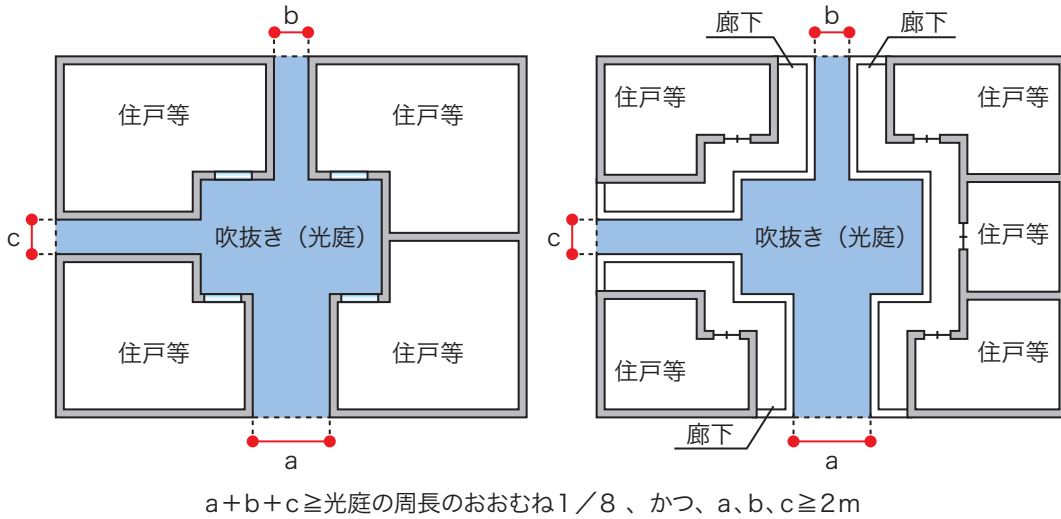 b
住戸等
住戸等
c
吹抜き（光庭）
住戸等
住戸等
a
b
廊下
廊下
住戸等
住戸等
c
吹抜き（光庭）
住戸等
住戸等
住戸等
廊下
a
a+b+c≧光庭の周長のおおむね1／8 、かつ、a、b、c≧2m